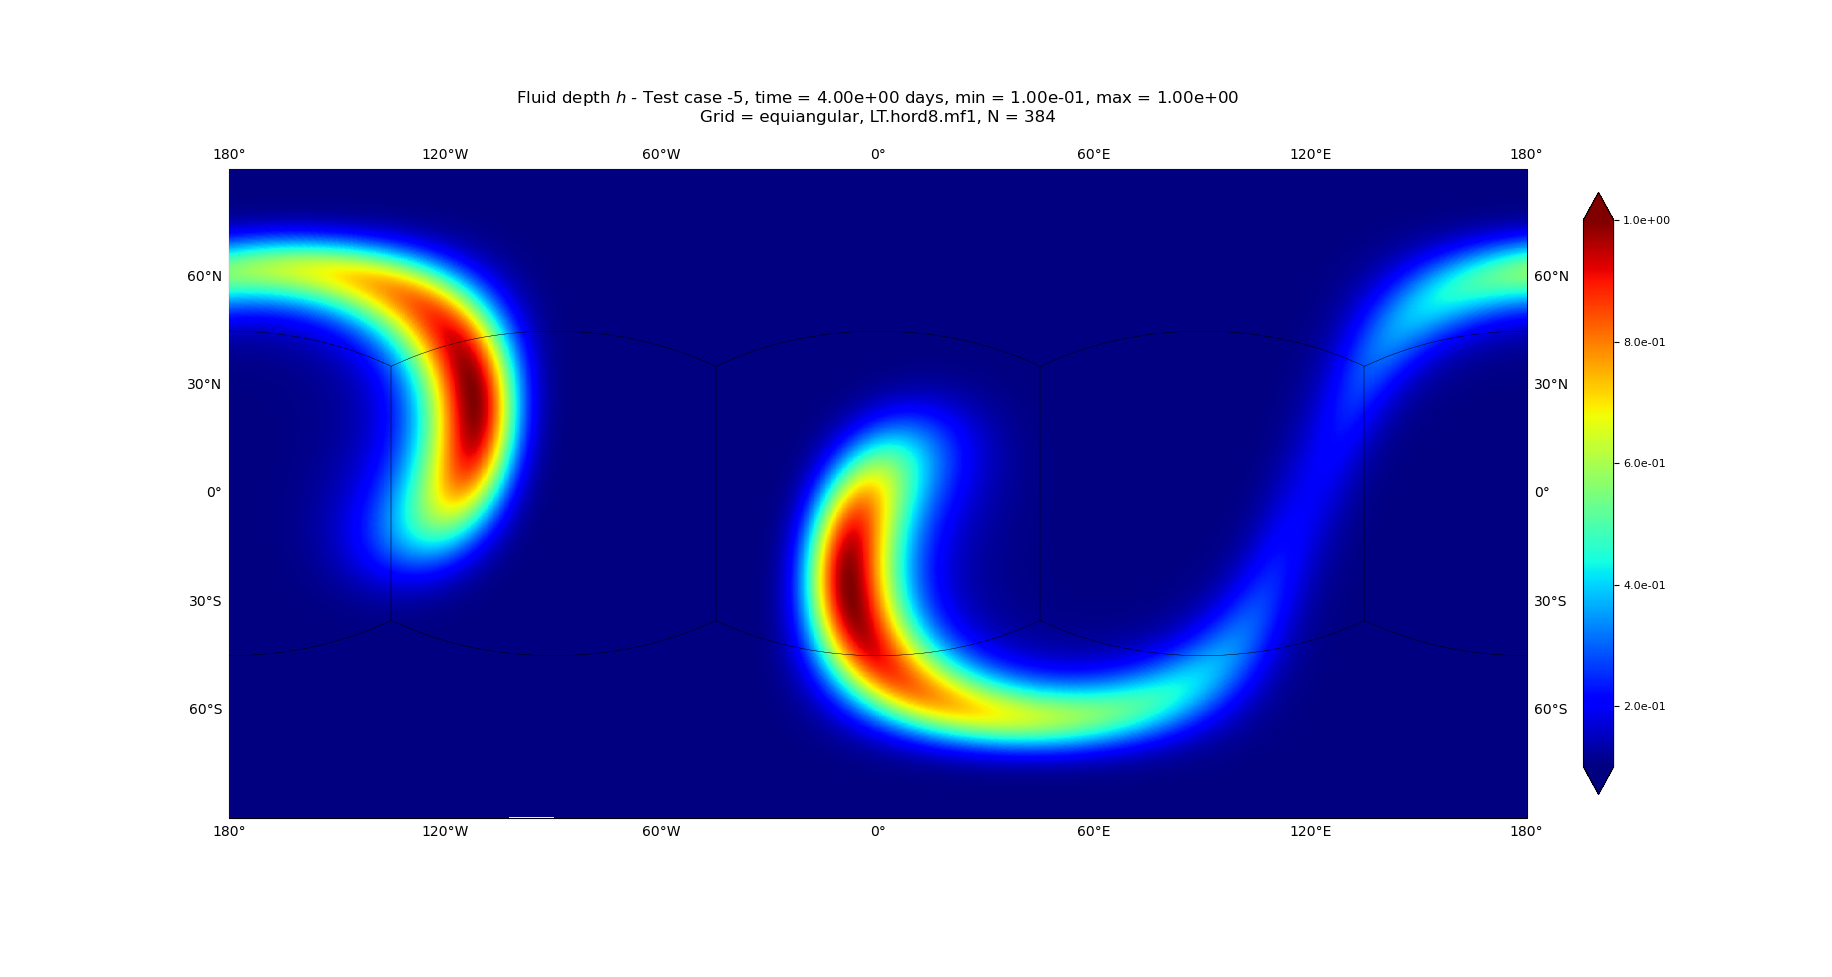 Fluid depth h - Test case -5, time = 4.00e+00 days, min = 1.00e-01, max = 1.00e+00
Grid = equiangular, LT.hord8.mf1, N = 384
180° 120°W 60°W 0° 60°E 120°E 180°
1.0e+00
60°N 60°N
8.0e-01
30°N 30°N
6.0e-01
0° 0°
4.0e-01
30°S 30°S
2.0e-01
60°S 60°S
180° 120°W 60°W 0° 60°E 120°E 180°